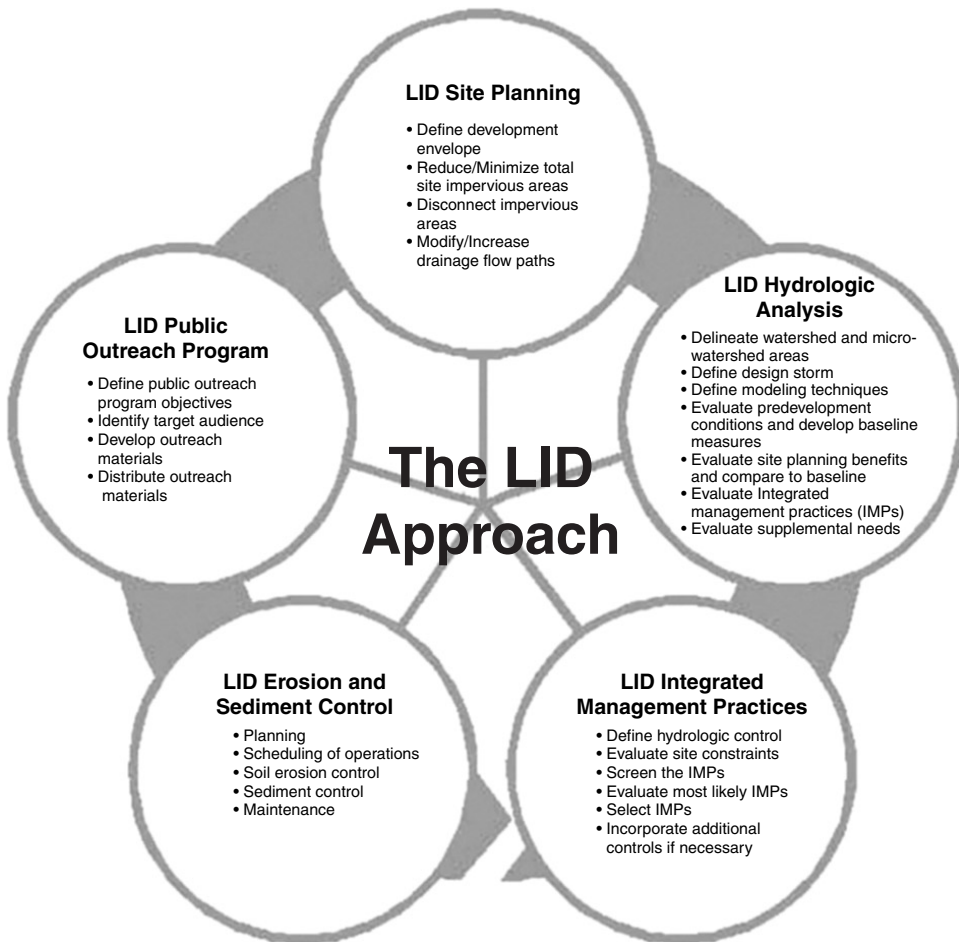 LID Site Planning
• Define development
envelope
• Reduce/Minimize total
site impervious areas
• Disconnect impervious
areas
• Modify/Increase
drainage flow paths
LID Hydrologic
Analysis
• Delineate watershed and micro-
watershed areas
• Define design storm
• Define modeling techniques
• Evaluate predevelopment
conditions and develop baseline
measures
• Evaluate site planning benefits
and compare to baseline
• Evaluate Integrated
management practices (IMPs)
• Evaluate supplemental needs
LID Public
Outreach Program
• Define public outreach
program objectives
• Identify target audience
• Develop outreach
materials
• Distribute outreach
materials
The LID
Approach
LID Erosion and
Sediment Control
• Planning
• Scheduling of operations
• Soil erosion control
• Sediment control
• Maintenance
LID Integrated
Management Practices
• Define hydrologic control
• Evaluate site constraints
• Screen the IMPs
• Evaluate most likely IMPs
• Select IMPs
• Incorporate additional
controls if necessary